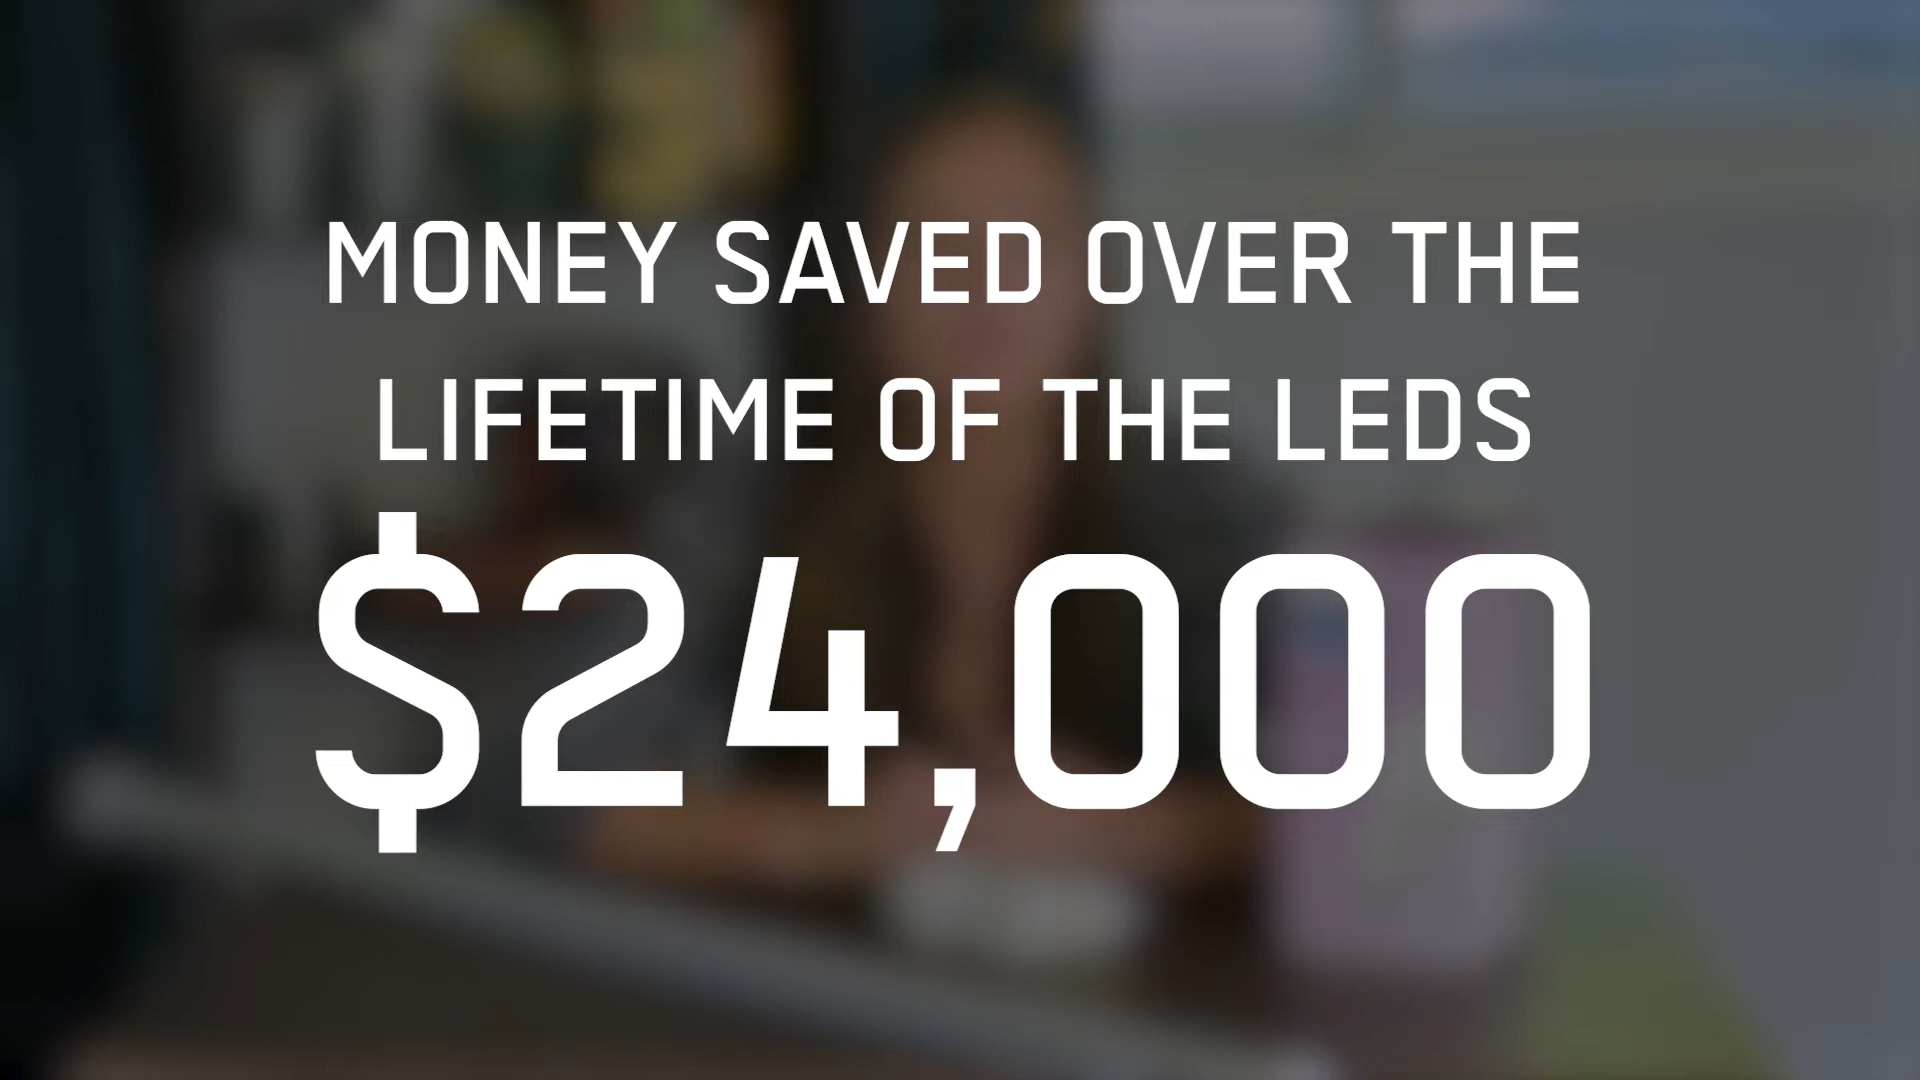 MONEY SAVED OVER THE
LIFETIME OF THE LEDS
$24,000